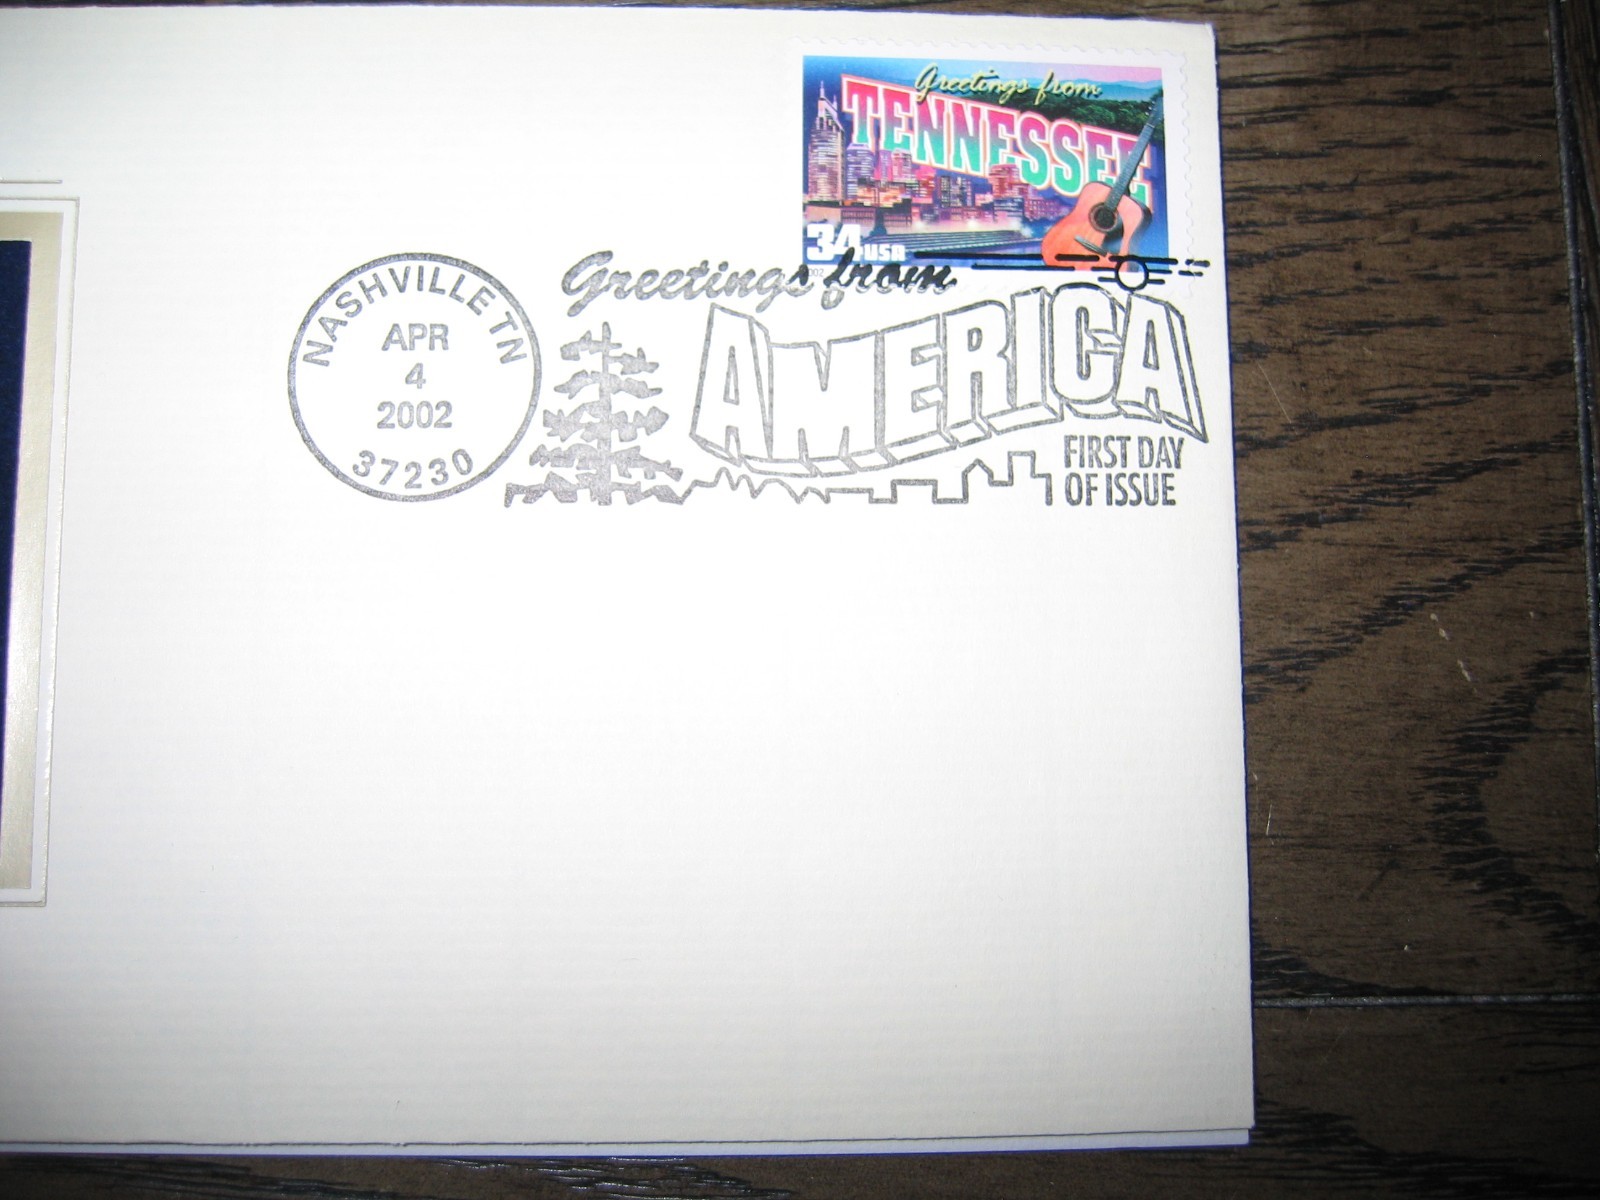 Greetings from
TENNESSEE
34 USA
2002
Greetings from
AMERICA
FIRST DAY
OF ISSUE
NASHVILLE TN
APR
4
2002
37230